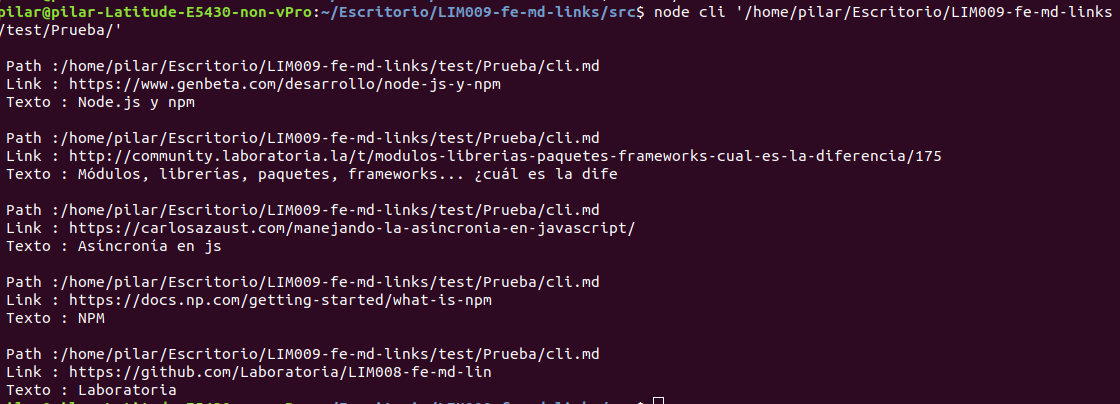 pilar@pilar-Latitude-E5430-non-vPro:~/Escritorio/LIM009-fe-md-links/src$ node cli '/home/pilar/Escritorio/LIM009-fe-md-links
/test/Prueba/'
Path :/home/pilar/Escritorio/LIM009-fe-md-links/test/Prueba/cli.md
Link : https://www.genbeta.com/desarrollo/node-js-y-npm
Texto : Node.js y npm
Path :/home/pilar/Escritorio/LIM009-fe-md-links/test/Prueba/cli.md
Link : http://community.laboratoria.la/t/modulos-librerias-paquetes-frameworks-cual-es-la-diferencia/175
Texto : Módulos, librerías, paquetes, frameworks... ¿cuál es la dife
Path :/home/pilar/Escritorio/LIM009-fe-md-links/test/Prueba/cli.md
Link : https://carlosazaust.com/manejando-la-asincronia-en-javascript/
Texto : Asíncronía en js
Path :/home/pilar/Escritorio/LIM009-fe-md-links/test/Prueba/cli.md
Link : https://docs.np.com/getting-started/what-is-npm
Texto : NPM
Path :/home/pilar/Escritorio/LIM009-fe-md-links/test/Prueba/cli.md
Link : https://github.com/Laboratoria/LIM008-fe-md-lin
Texto : Laboratoria